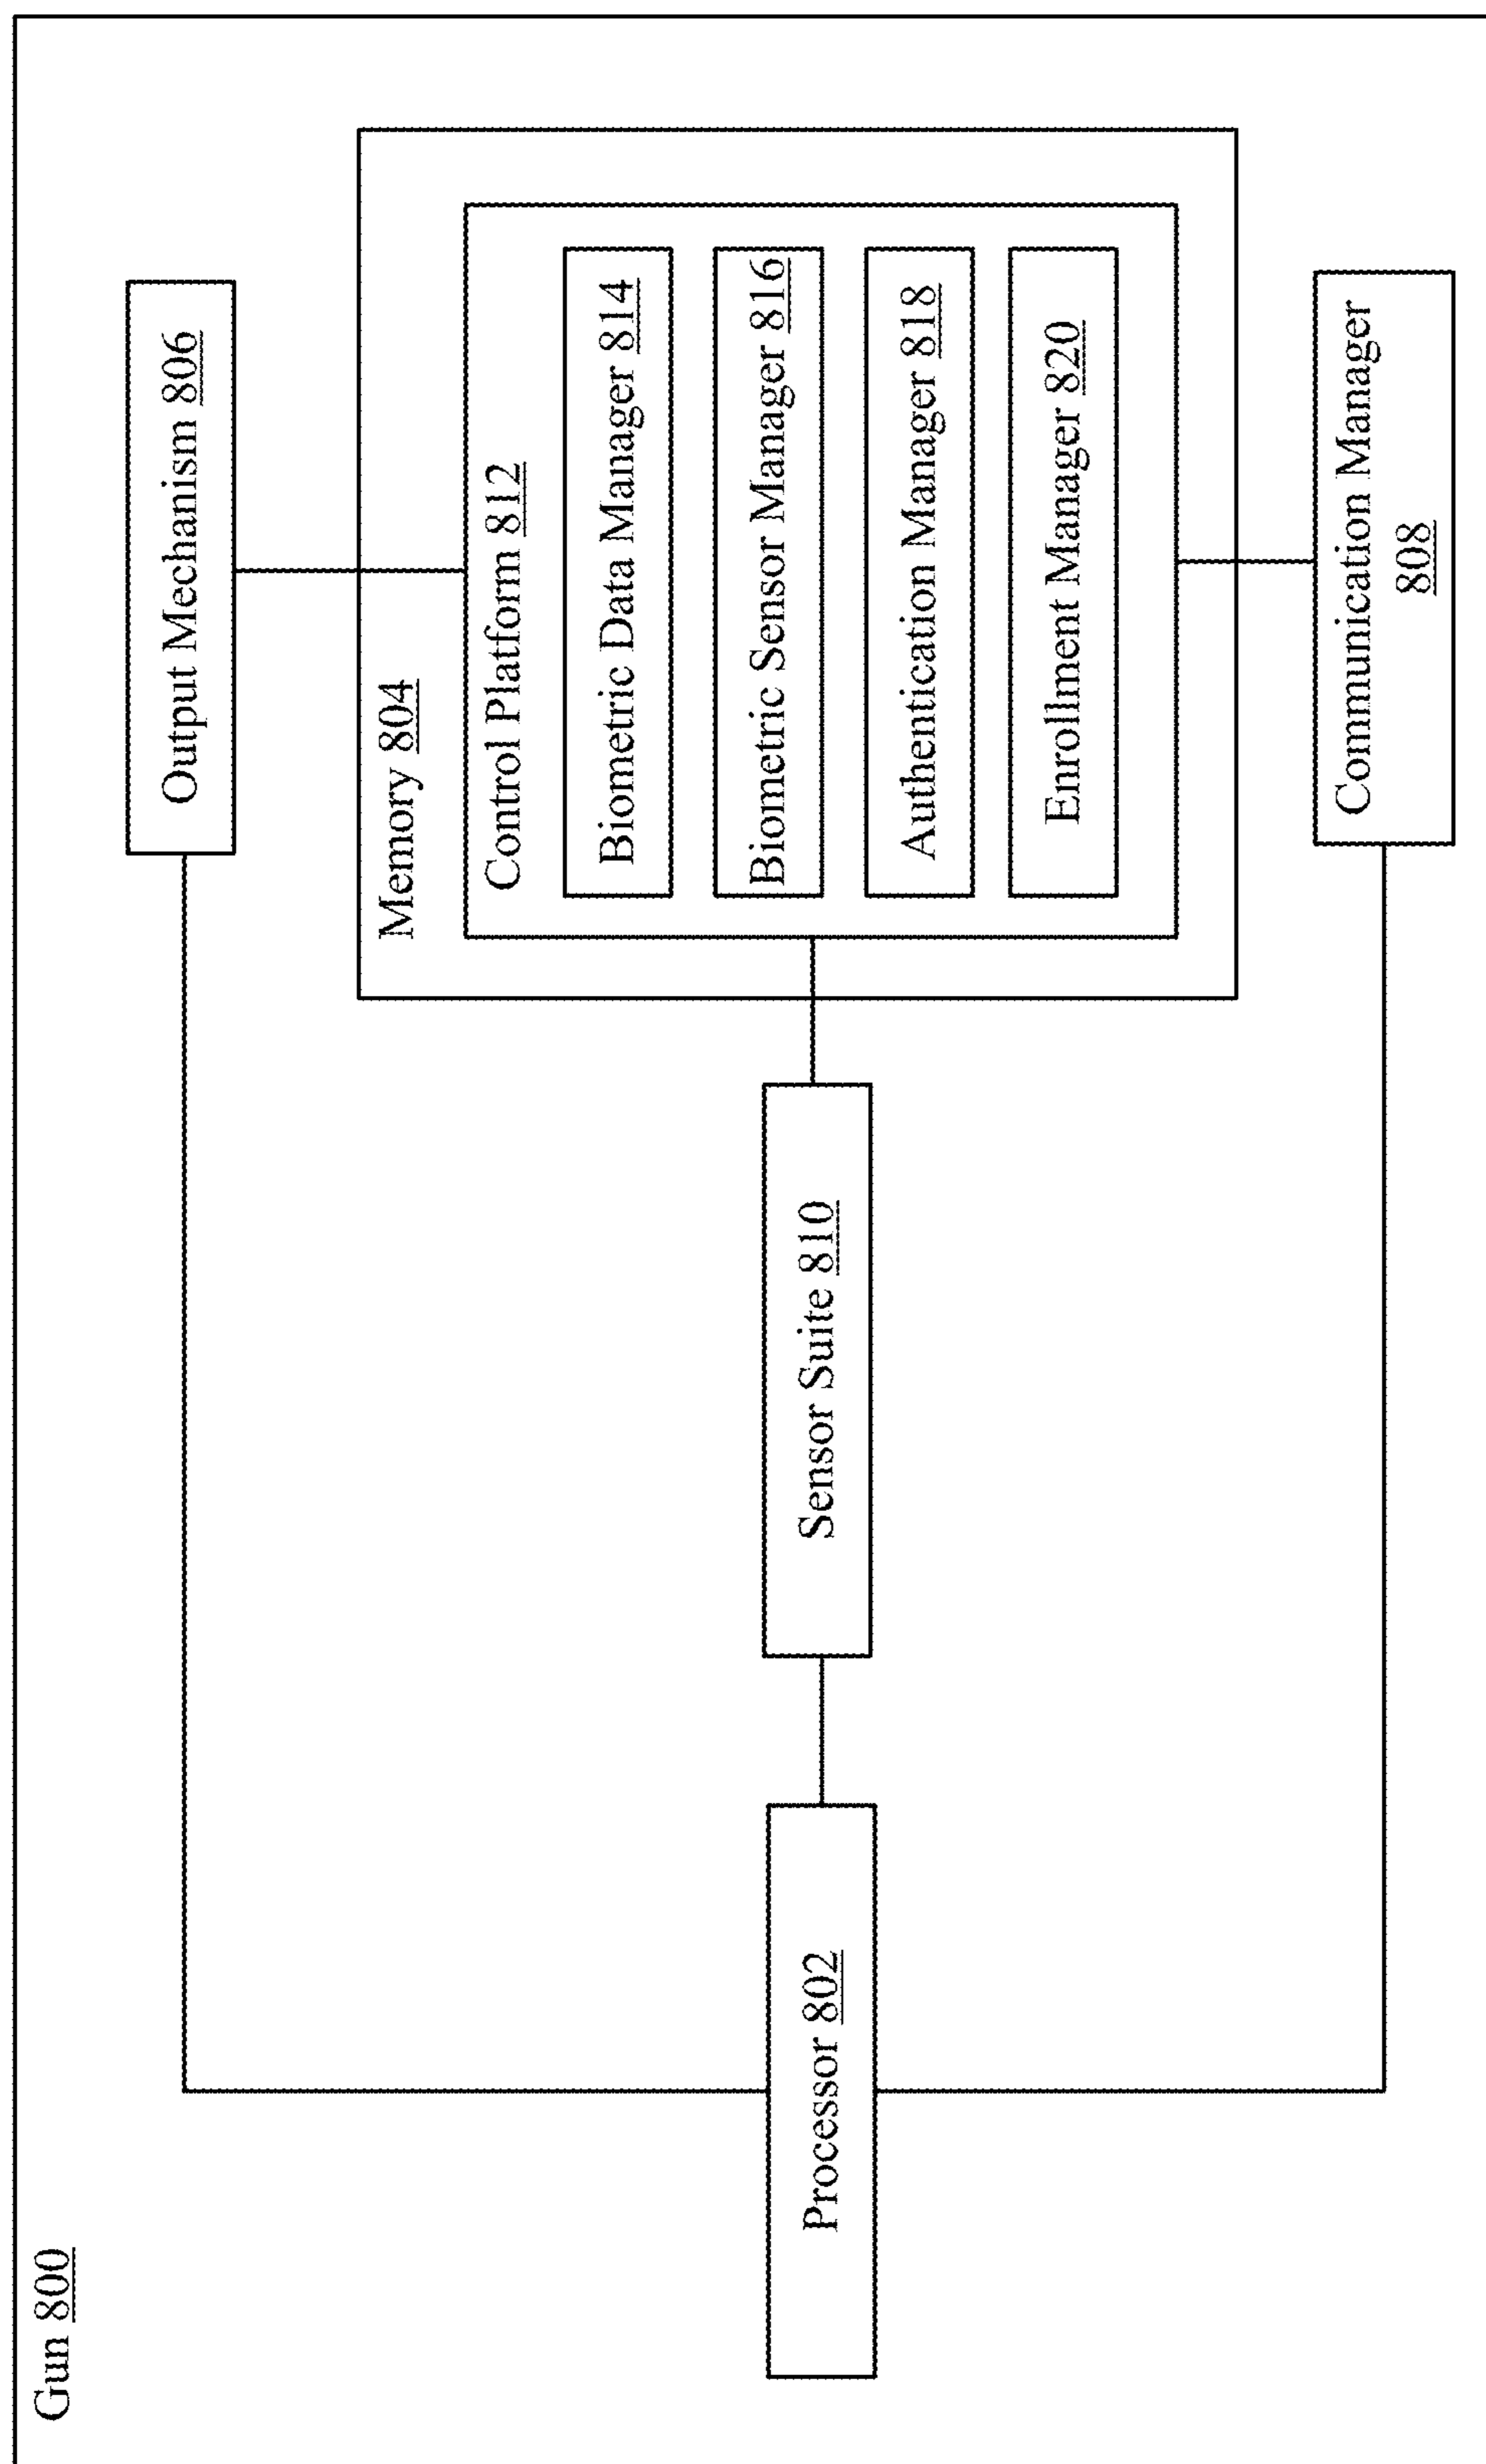 Gun 800
Output Mechanism 806
Memory 804
Control Platform 812
Biometric Data Manager 814
Biometric Sensor Manager 816
Authentication Manager 818
Enrollment Manager 820
Sensor Suite 810
Processor 802
Communication Manager
808